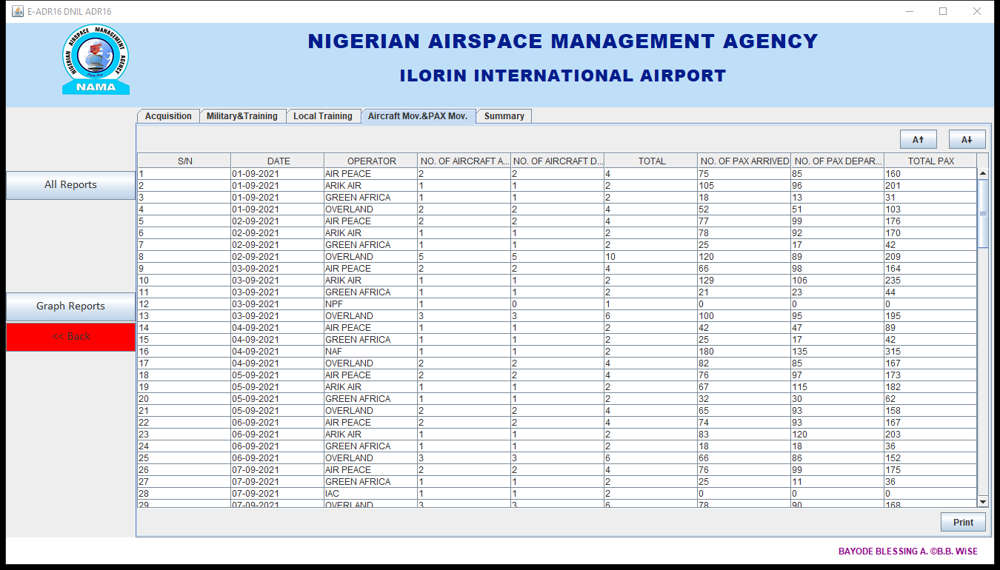 E-ADR16 DNIL ADR16
NIGERIAN AIRSPACE MANAGEMENT AGENCY
NAMA
NIGERIAN AIRSPACE MANAGEMENT AGENCY
ILORIN INTERNATIONAL AIRPORT
Acquisition Military&Training Local Training Aircraft Mov.&PAX Mov. Summary
A⬆ A⬇
S/N DATE OPERATOR NO. OF AIRCRAFT A... NO. OF AIRCRAFT D... TOTAL NO. OF PAX ARRIVED NO. OF PAX DEPAR... TOTAL PAX
1 01-09-2021 AIR PEACE 2 2 4 75 85 160
2 01-09-2021 ARIK AIR 1 1 2 105 96 201
3 01-09-2021 GREEN AFRICA 1 1 2 18 13 31
4 01-09-2021 OVERLAND 2 2 4 52 51 103
5 02-09-2021 AIR PEACE 2 2 4 77 99 176
6 02-09-2021 ARIK AIR 1 1 2 78 92 170
7 02-09-2021 GREEN AFRICA 1 1 2 25 17 42
8 02-09-2021 OVERLAND 5 5 10 120 89 209
9 03-09-2021 AIR PEACE 2 2 4 66 98 164
10 03-09-2021 ARIK AIR 1 1 2 129 106 235
11 03-09-2021 GREEN AFRICA 1 1 2 21 23 44
12 03-09-2021 NPF 1 0 1 0 0 0
13 03-09-2021 OVERLAND 3 3 6 100 95 195
14 04-09-2021 AIR PEACE 1 1 2 42 47 89
15 04-09-2021 GREEN AFRICA 1 1 2 25 17 42
16 04-09-2021 NAF 1 1 2 180 135 315
17 04-09-2021 OVERLAND 2 2 4 82 85 167
18 05-09-2021 AIR PEACE 2 2 4 76 97 173
19 05-09-2021 ARIK AIR 1 1 2 67 115 182
20 05-09-2021 GREEN AFRICA 1 1 2 32 30 62
21 05-09-2021 OVERLAND 2 2 4 65 93 158
22 06-09-2021 AIR PEACE 2 2 4 74 93 167
23 06-09-2021 ARIK AIR 1 1 2 83 120 203
24 06-09-2021 GREEN AFRICA 1 1 2 18 18 36
25 06-09-2021 OVERLAND 3 3 6 66 86 152
26 07-09-2021 AIR PEACE 2 2 4 76 99 175
27 07-09-2021 GREEN AFRICA 1 1 2 25 11 36
28 07-09-2021 IAC 1 1 2 0 0 0
29 07-09-2021 OVERLAND 3 3 6 78 90 168
All Reports
Graph Reports
<< Back
Print
BAYODE BLESSING A. ©B.B. WiSE